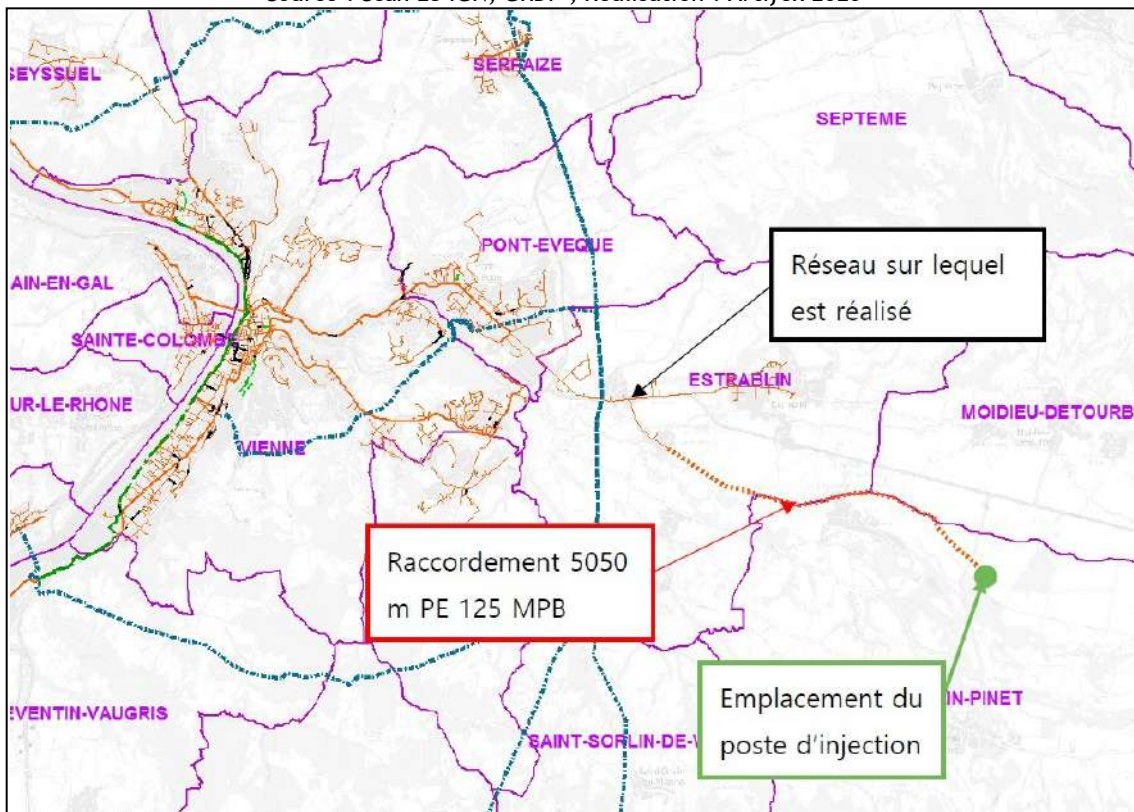 SEYSSUEL
SERPAIZE
SEPTEME
PONT-EVEQUE
Réseau sur lequel
est réalisé
AIN-EN-GAL
SAINTE-COLOMBE
ESTRABLIN
UR-LE-RHONE
MOIDIEU-DETOURB
VIENNE
Raccordement 5050
m PE 125 MPB
Emplacement du
poste d'injection
IN-PINET
EVENTIN-VAUGRIS
SAINT-SORLIN-DE-V